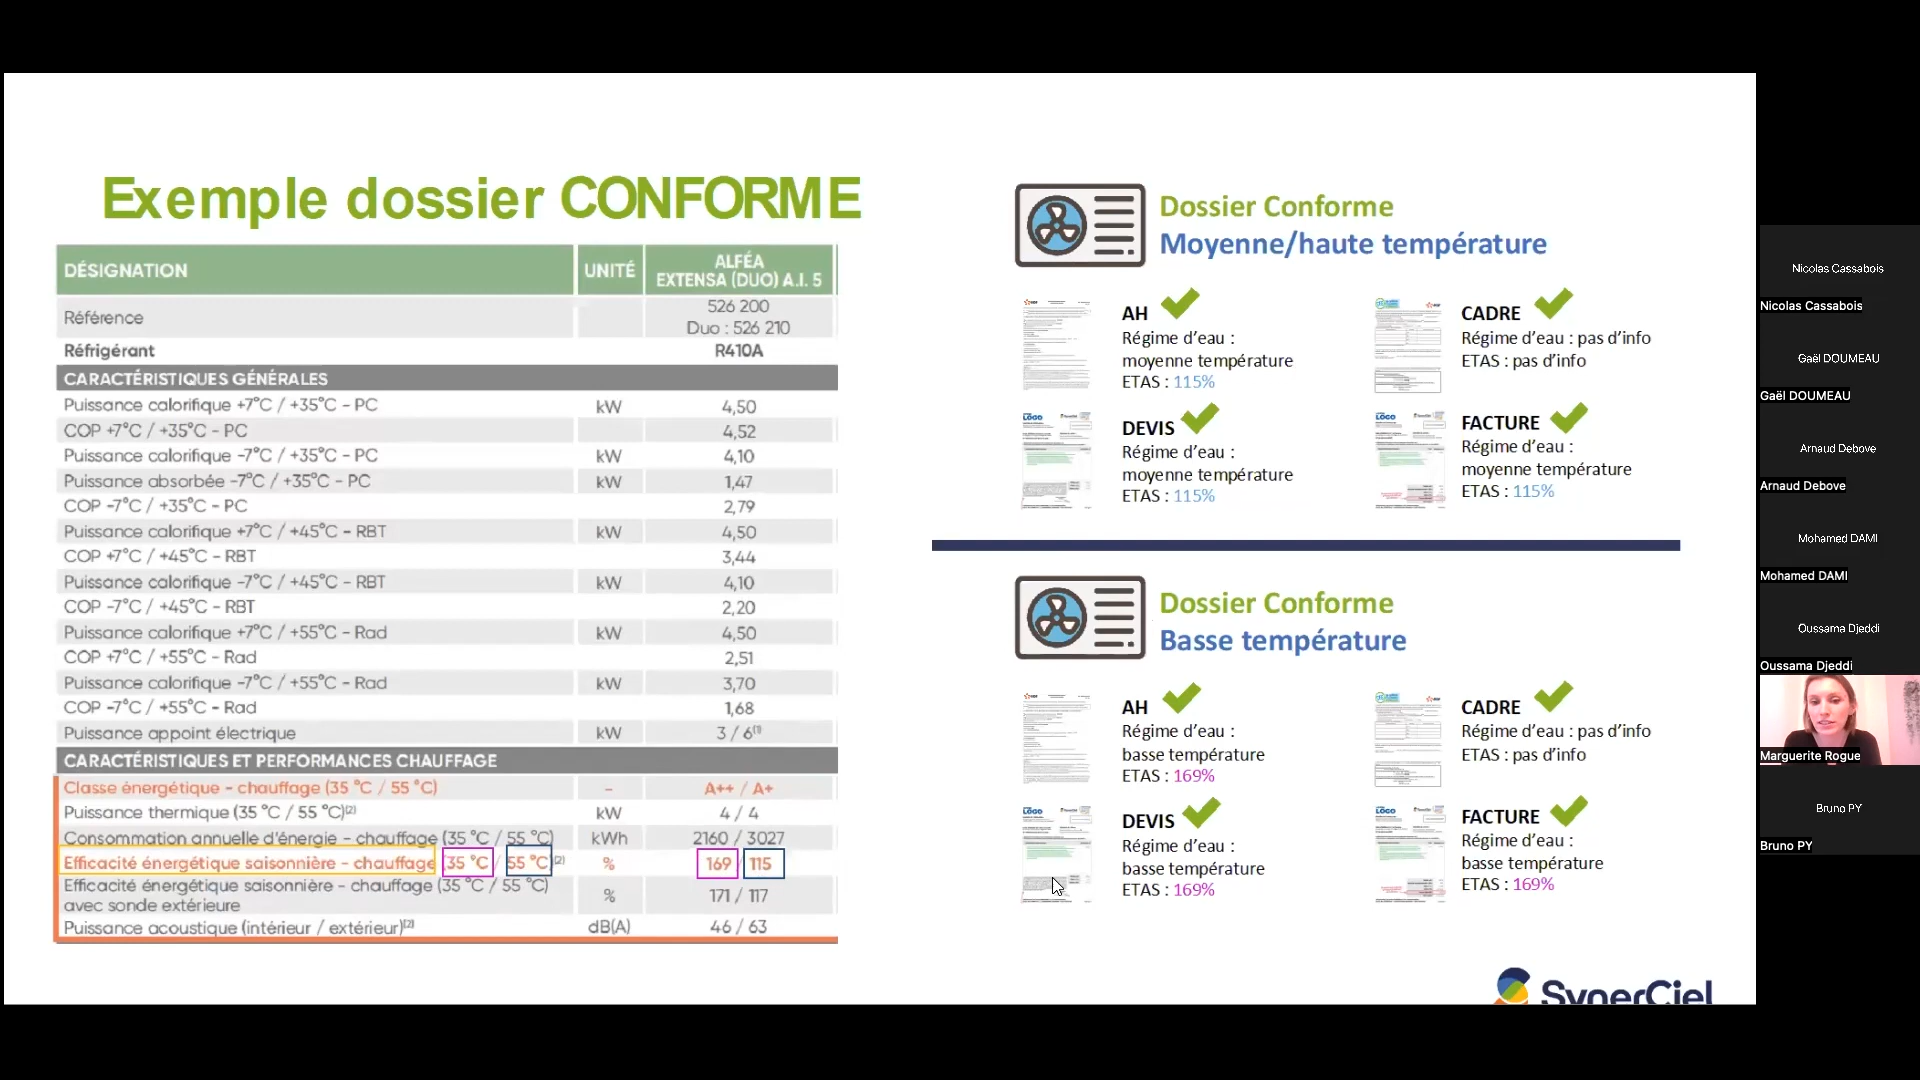 Exemple dossier CONFORME
DÉSIGNATION UNITÉ ALFÉA EXTENSA (DUO) A.I. 5
Référence 526 200
Duo : 526 210
Réfrigérant R410A
CARACTÉRISTIQUES GÉNÉRALES
Puissance calorifique +7°C / +35°C - PC kW 4,50
COP +7°C / +35°C - PC 4,52
Puissance calorifique -7°C / +35°C - PC kW 4,10
Puissance absorbée -7°C / +35°C - PC kW 1,47
COP -7°C / +35°C - PC 2,79
Puissance calorifique +7°C / +45°C - RBT kW 4,50
COP +7°C / +45°C - RBT 3,44
Puissance calorifique -7°C / +45°C - RBT kW 4,10
COP -7°C / +45°C - RBT 2,20
Puissance calorifique +7°C / +55°C - Rad kW 4,50
COP +7°C / +55°C - Rad 2,51
Puissance calorifique -7°C / +55°C - Rad kW 3,70
COP -7°C / +55°C - Rad 1,68
Puissance appoint électrique kW 3 / 6(1)
CARACTÉRISTIQUES ET PERFORMANCES CHAUFFAGE
Classe énergétique - chauffage (35 °C / 55 °C) - A++ / A+
Puissance thermique (35 °C / 55 °C)(2) kW 4 / 4
Consommation annuelle d'énergie - chauffage (35 °C / 55 °C) kWh 2160 / 3027
Efficacité énergétique saisonnière - chauffage (35 °C / 55 °C)(2) % 169 / 115
Efficacité énergétique saisonnière - chauffage (35 °C / 55 °C)
avec sonde extérieure % 171 / 117
Puissance acoustique (intérieur / extérieur)(2) dB(A) 46 / 63
Dossier Conforme
Moyenne/haute température
AH
Régime d'eau :
moyenne température
ETAS : 115%
CADRE
Régime d'eau : pas d'info
ETAS : pas d'info
DEVIS
Régime d'eau :
moyenne température
ETAS : 115%
FACTURE
Régime d'eau :
moyenne température
ETAS : 115%
Dossier Conforme
Basse température
AH
Régime d'eau :
basse température
ETAS : 169%
CADRE
Régime d'eau : pas d'info
ETAS : pas d'info
DEVIS
Régime d'eau :
basse température
ETAS : 169%
FACTURE
Régime d'eau :
basse température
ETAS : 169%
LOGO
LOGO
LOGO
LOGO
SynerCiel
Nicolas Cassabois
Nicolas Cassabois
Gaël DOUMEAU
Gaël DOUMEAU
Arnaud Debove
Arnaud Debove
Mohamed DAMI
Mohamed DAMI
Oussama Djeddi
Oussama Djeddi
Marguerite Rogue
Bruno PY
Bruno PY